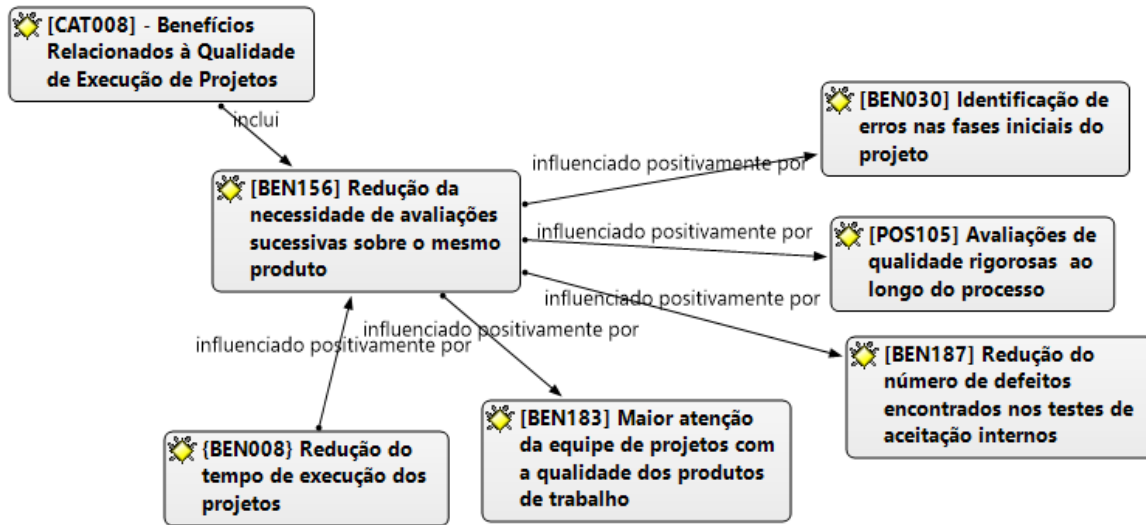 [CAT008] - Benefícios
Relacionados à Qualidade
de Execução de Projetos
inclui
[BEN156] Redução da
necessidade de avaliações
sucessivas sobre o mesmo
produto
influenciado positivamente por
[BEN030] Identificação de
erros nas fases iniciais do
projeto
influenciado positivamente por
[POS105] Avaliações de
qualidade rigorosas  ao
longo do processo
influenciado positivamente por
[BEN187] Redução do
número de defeitos
encontrados nos testes de
aceitação internos
influenciado positivamente por
[BEN183] Maior atenção
da equipe de projetos com
a qualidade dos produtos
de trabalho
influenciado positivamente por
{BEN008} Redução do
tempo de execução dos
projetos